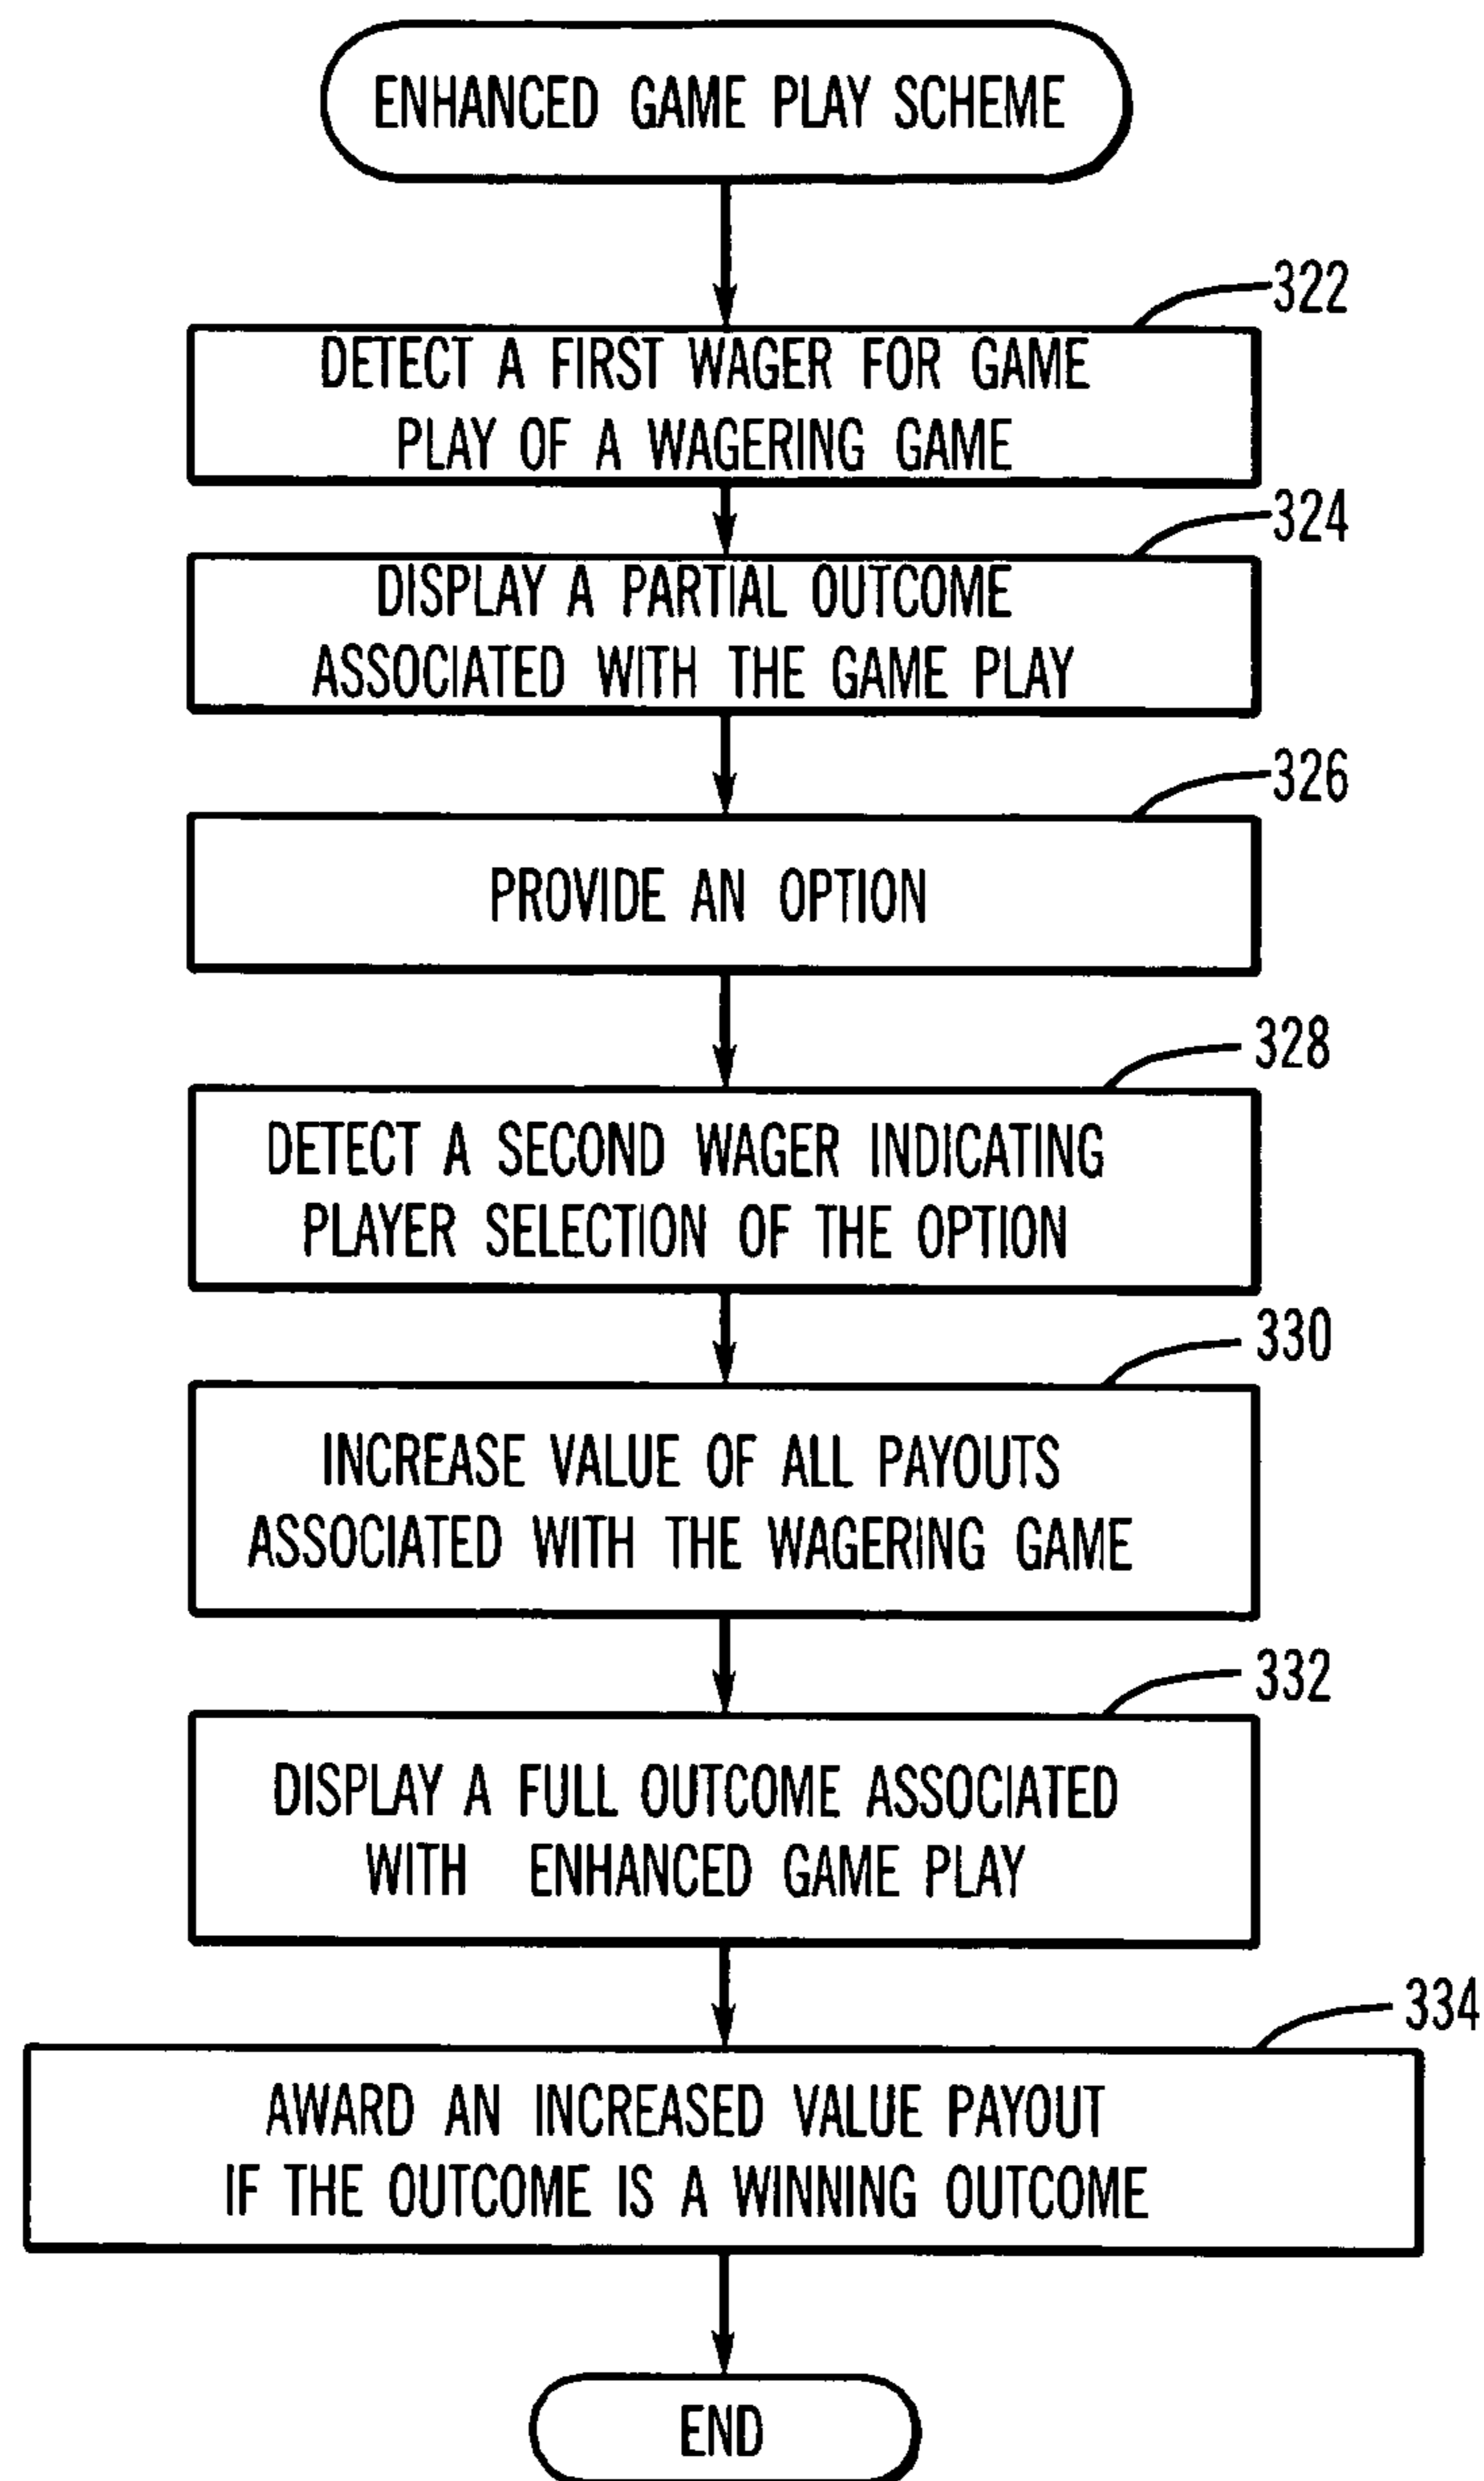 ENHANCED GAME PLAY SCHEME
322
DETECT A FIRST WAGER FOR GAME
PLAY OF A WAGERING GAME
324
DISPLAY A PARTIAL OUTCOME
ASSOCIATED WITH THE GAME PLAY
326
PROVIDE AN OPTION
328
DETECT A SECOND WAGER INDICATING
PLAYER SELECTION OF THE OPTION
330
INCREASE VALUE OF ALL PAYOUTS
ASSOCIATED WITH THE WAGERING GAME
332
DISPLAY A FULL OUTCOME ASSOCIATED
WITH ENHANCED GAME PLAY
334
AWARD AN INCREASED VALUE PAYOUT
IF THE OUTCOME IS A WINNING OUTCOME
END